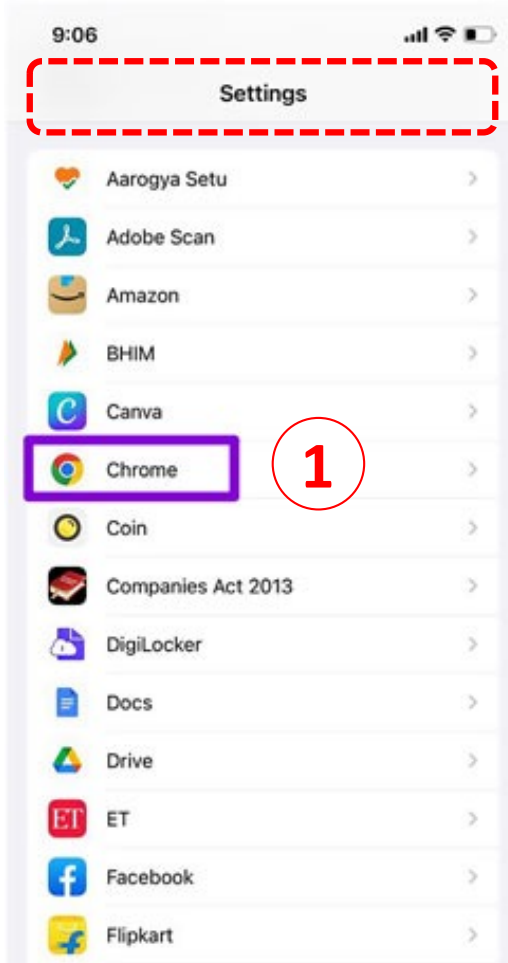 9:06
Settings
Aarogya Setu
Adobe Scan
Amazon
BHIM
C Canva
Chrome
1
Coin
Companies Act 2013
DigiLocker
Docs
Drive
ET ET
f Facebook
Flipkart